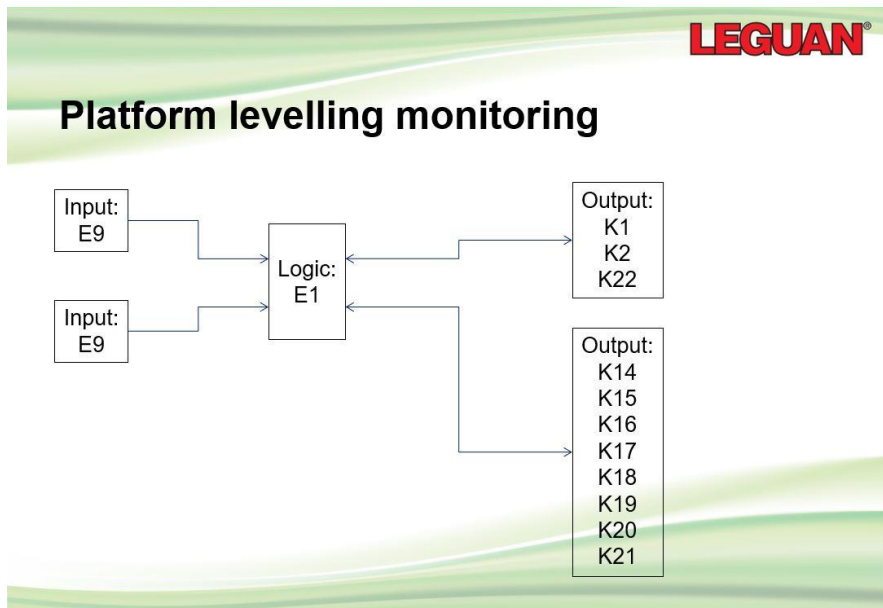 LEGUAN®
Platform levelling monitoring
Input:
E9
Input:
E9
Logic:
E1
Output:
K1
K2
K22
Output:
K14
K15
K16
K17
K18
K19
K20
K21